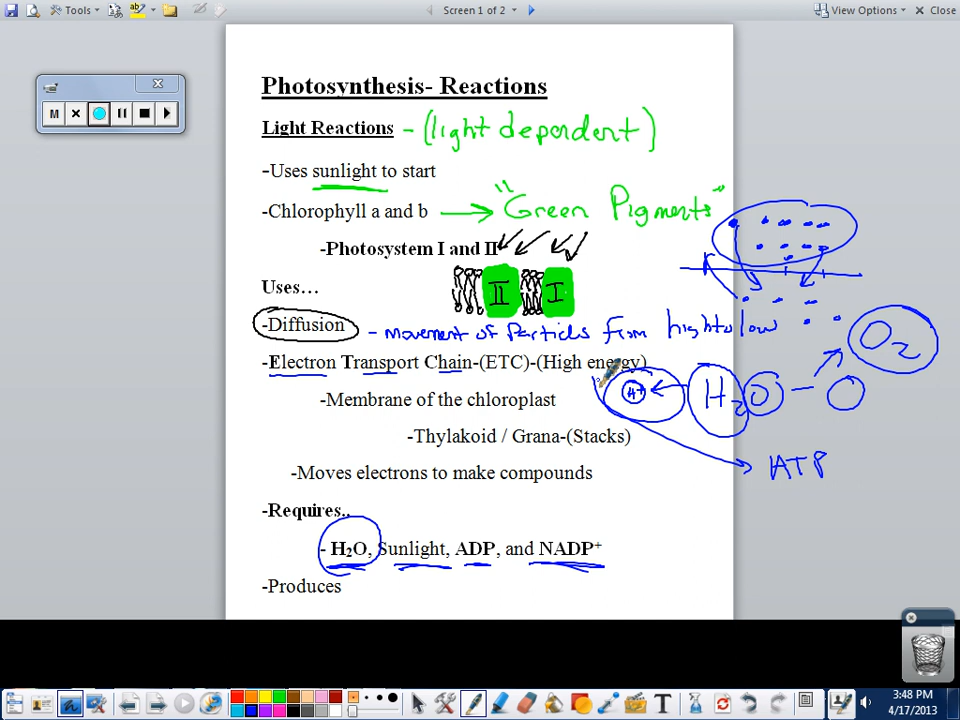 Tools
Screen 1 of 2
View Options
Close
Photosynthesis- Reactions
M
Light Reactions - (light dependent)
-Uses sunlight to start
-Chlorophyll a and b → "Green Pigments"
-Photosystem I and II
Uses…
II I
-Diffusion - movement of Particles from high to low
O2
-Electron Transport Chain-(ETC)-(High energy)
H+ H2O - O
-Membrane of the chloroplast
-Thylakoid / Grana-(Stacks)
-Moves electrons to make compounds
ATP
-Requires..
- H2O, Sunlight, ADP, and NADP+
-Produces
3:48 PM
4/17/2013